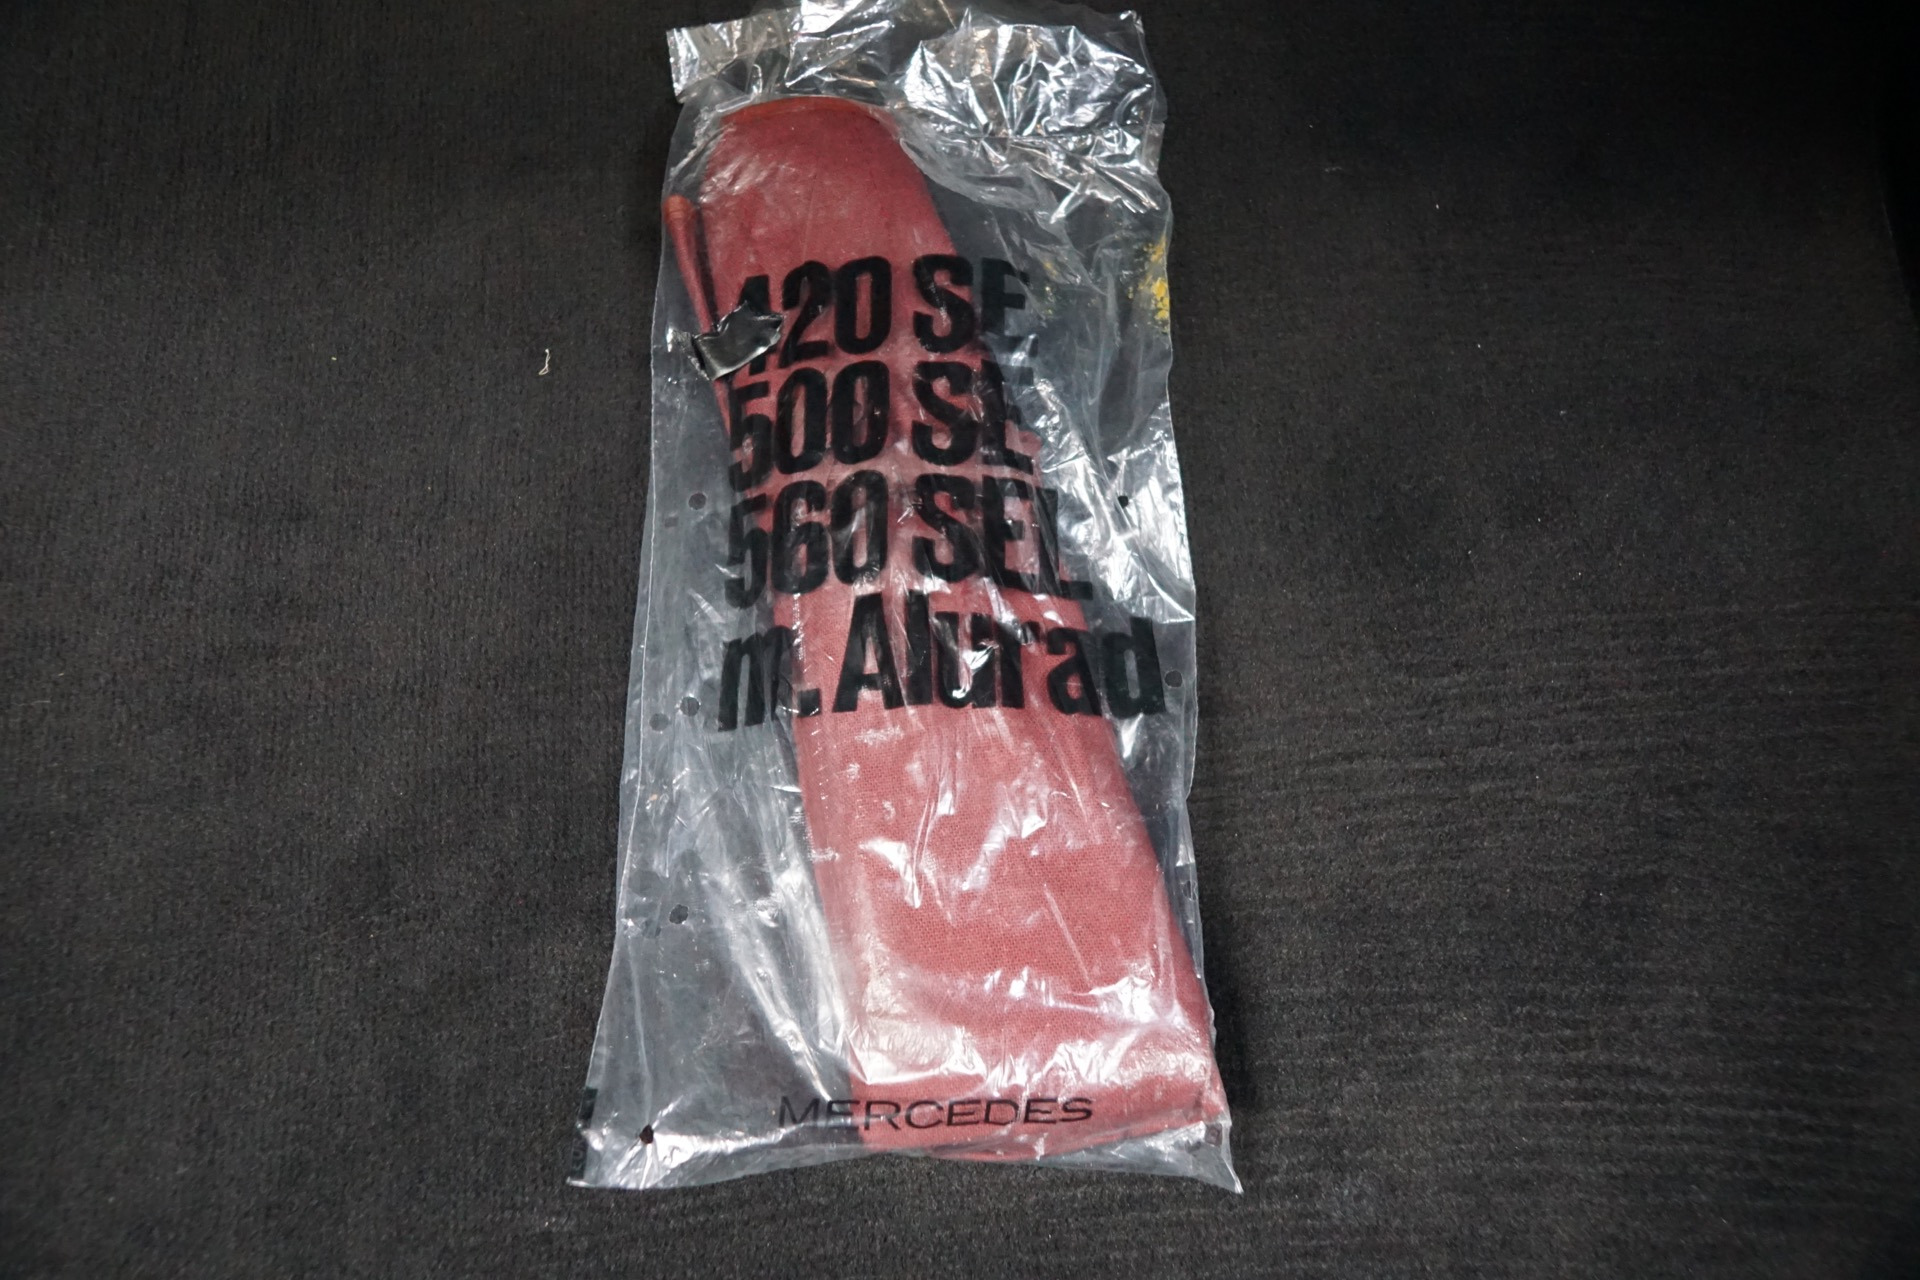 420 SE
500 SE
560 SEL
m. Alurad
MERCEDES